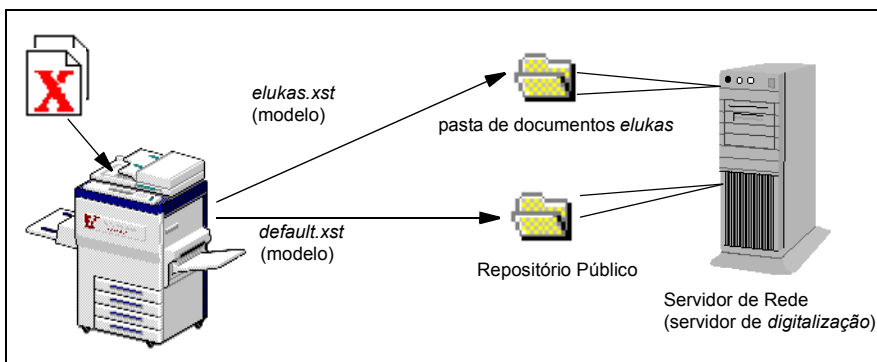 X
elukas.xst
(modelo)
pasta de documentos elukas
default.xst
(modelo)
Repositório Público
Servidor de Rede
(servidor de digitalização)